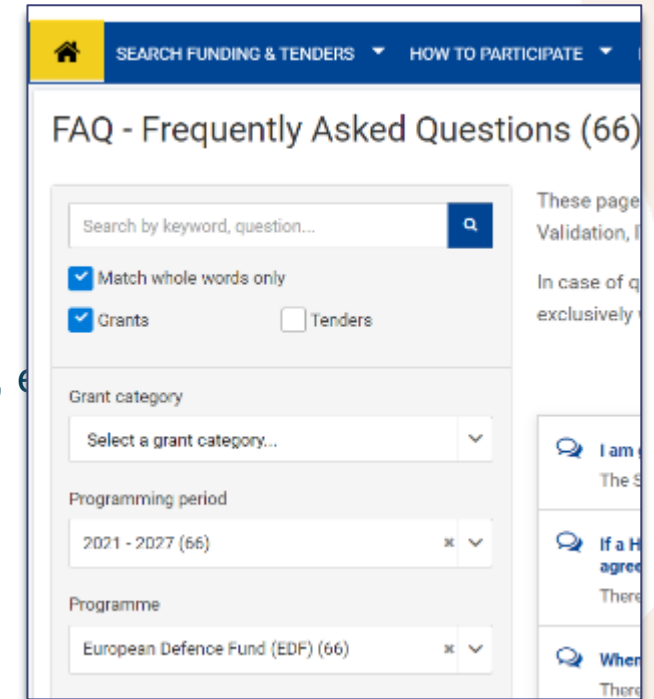 SEARCH FUNDING & TENDERS HOW TO PARTICIPATE
FAQ - Frequently Asked Questions (66)
Search by keyword, question...
Match whole words only
Grants Tenders
Grant category
Select a grant category...
Programming period
2021 - 2027 (66)
Programme
European Defence Fund (EDF) (66)
These page
Validation,
In case of q
exclusively
I am
The S
If a H
agree
There
When
There